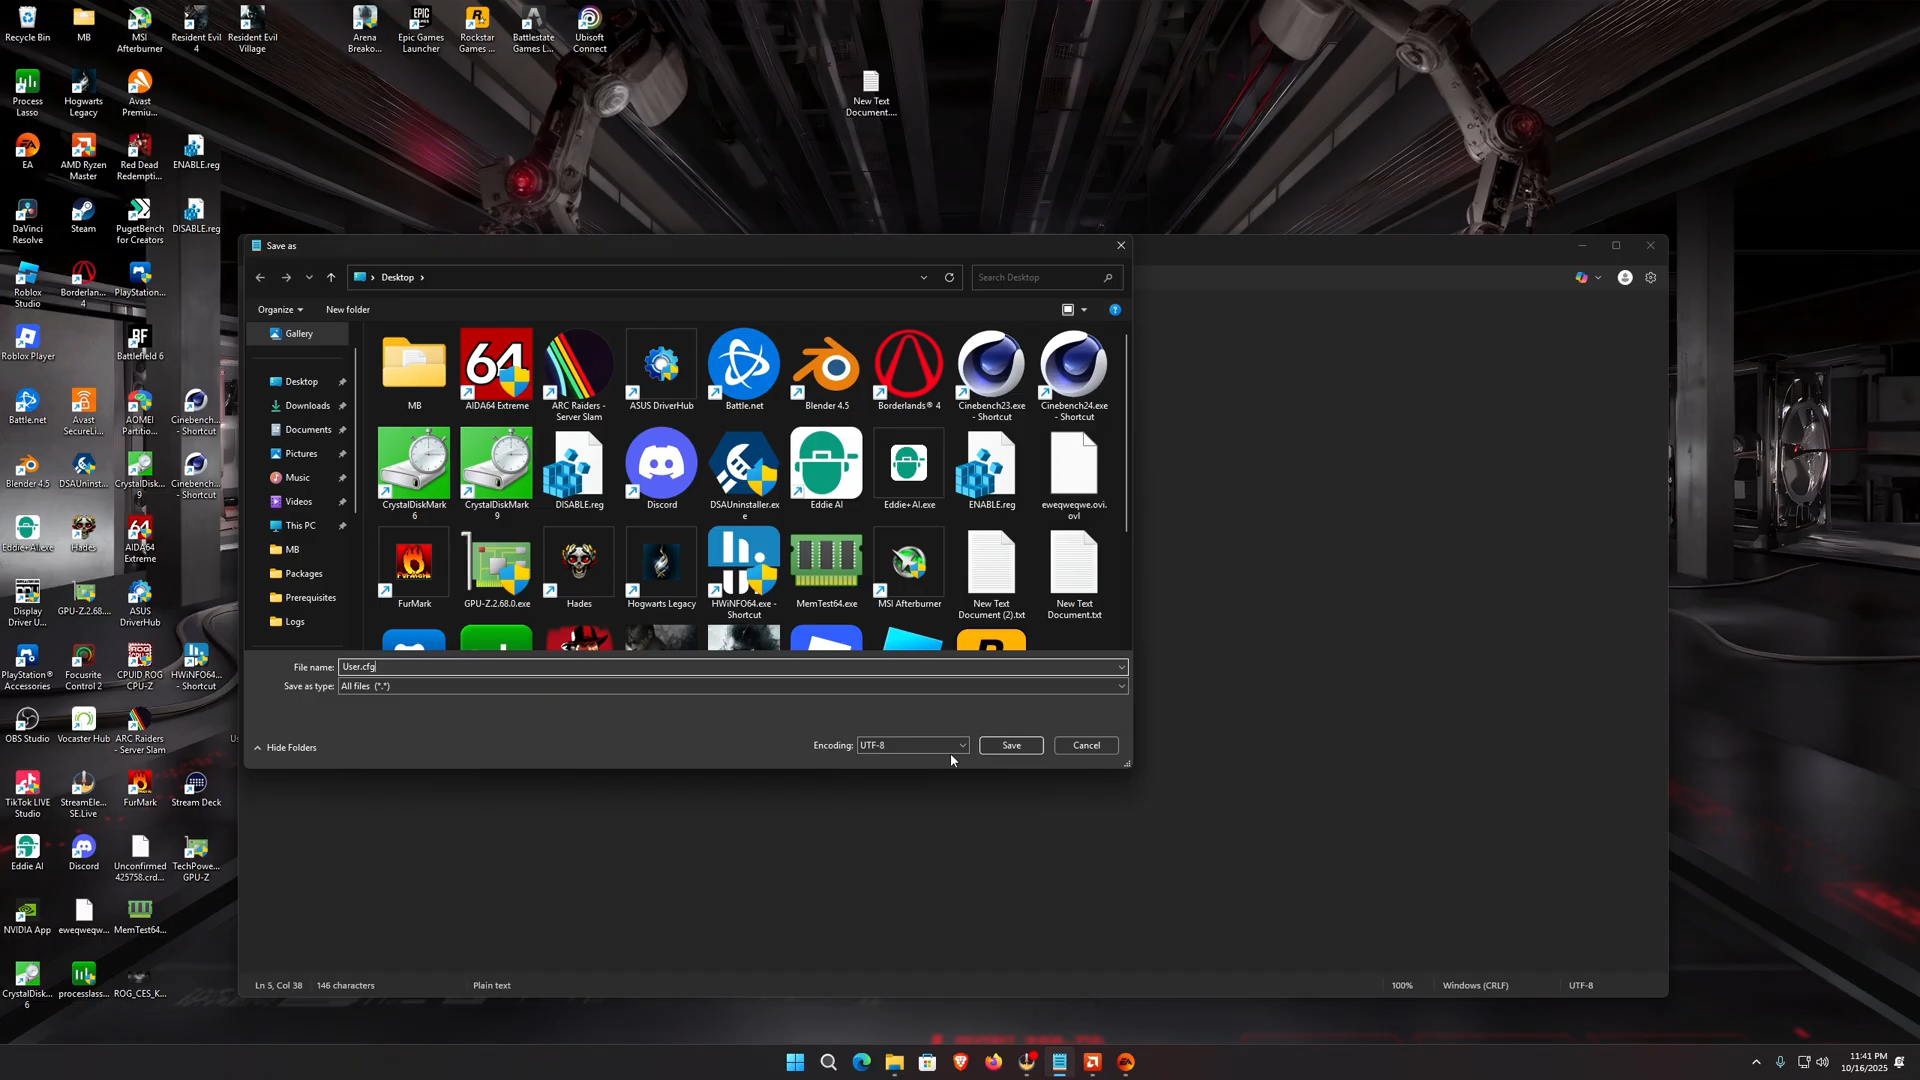 Recycle Bin
MB
MSI
Afterburner
Resident Evil
4
Resident Evil
Village
Arena
Breako...
Epic Games
Launcher
Rockstar
Games ...
Battlestate
Games L...
Ubisoft
Connect
Process
Lasso
Hogwarts
Legacy
Avast
Premiu...
New Text
Document....
EA
AMD Ryzen
Master
Red Dead
Redempti...
ENABLE.reg
DaVinci
Resolve
Steam
PugetBench
for Creators
DISABLE.reg
Roblox
Studio
Borderlan...
4
PlayStation...
Roblox Player
Battlefield 6
Battle.net
Avast
SecureLi...
AOMEI
Partitio...
Cinebench...
- Shortcut
Blender 4.5
DSAUninst...
CrystalDisk...
9
Cinebench...
- Shortcut
Eddie+AI.exe
Hades
AIDA64
Extreme
Display
Driver U...
GPU-Z.2.68....
ASUS
DriverHub
PlayStation®
Accessories
Focusrite
Control 2
CPUID ROG
CPU-Z
HWiNFO64...
- Shortcut
OBS Studio
Vocaster Hub
ARC Raiders
- Server Slam
TikTok LIVE
Studio
StreamEle...
SE.Live
FurMark
Stream Deck
Eddie AI
Discord
Unconfirmed
425758.crd...
TechPowe...
GPU-Z
NVIDIA App
eweqweqw...
MemTest64...
CrystalDisk...
6
processlass...
ROG_CES_K...
Save as
Desktop
Search Desktop
Organize
New folder
Gallery
Desktop
Downloads
Documents
Pictures
Music
Videos
This PC
MB
Packages
Prerequisites
Logs
64
MB
AIDA64 Extreme
ARC Raiders -
Server Slam
ASUS DriverHub
Battle.net
Blender 4.5
Borderlands® 4
Cinebench23.exe
- Shortcut
Cinebench24.exe
- Shortcut
CrystalDiskMark
6
CrystalDiskMark
9
DISABLE.reg
Discord
DSAUninstaller.ex
e
Eddie AI
Eddie+AI.exe
ENABLE.reg
eweqweqwe.ovi.
ovl
FurMark
GPU-Z.2.68.0.exe
Hades
Hogwarts Legacy
HWiNFO64.exe -
Shortcut
MemTest64.exe
MSI Afterburner
New Text
Document (2).txt
New Text
Document.txt
File name: User.cfg
Save as type: All files (*.*)
Hide Folders
Encoding: UTF-8
Save
Cancel
Ln 5, Col 38
146 characters
Plain text
100%
Windows (CRLF)
UTF-8
11:41 PM
10/16/2025